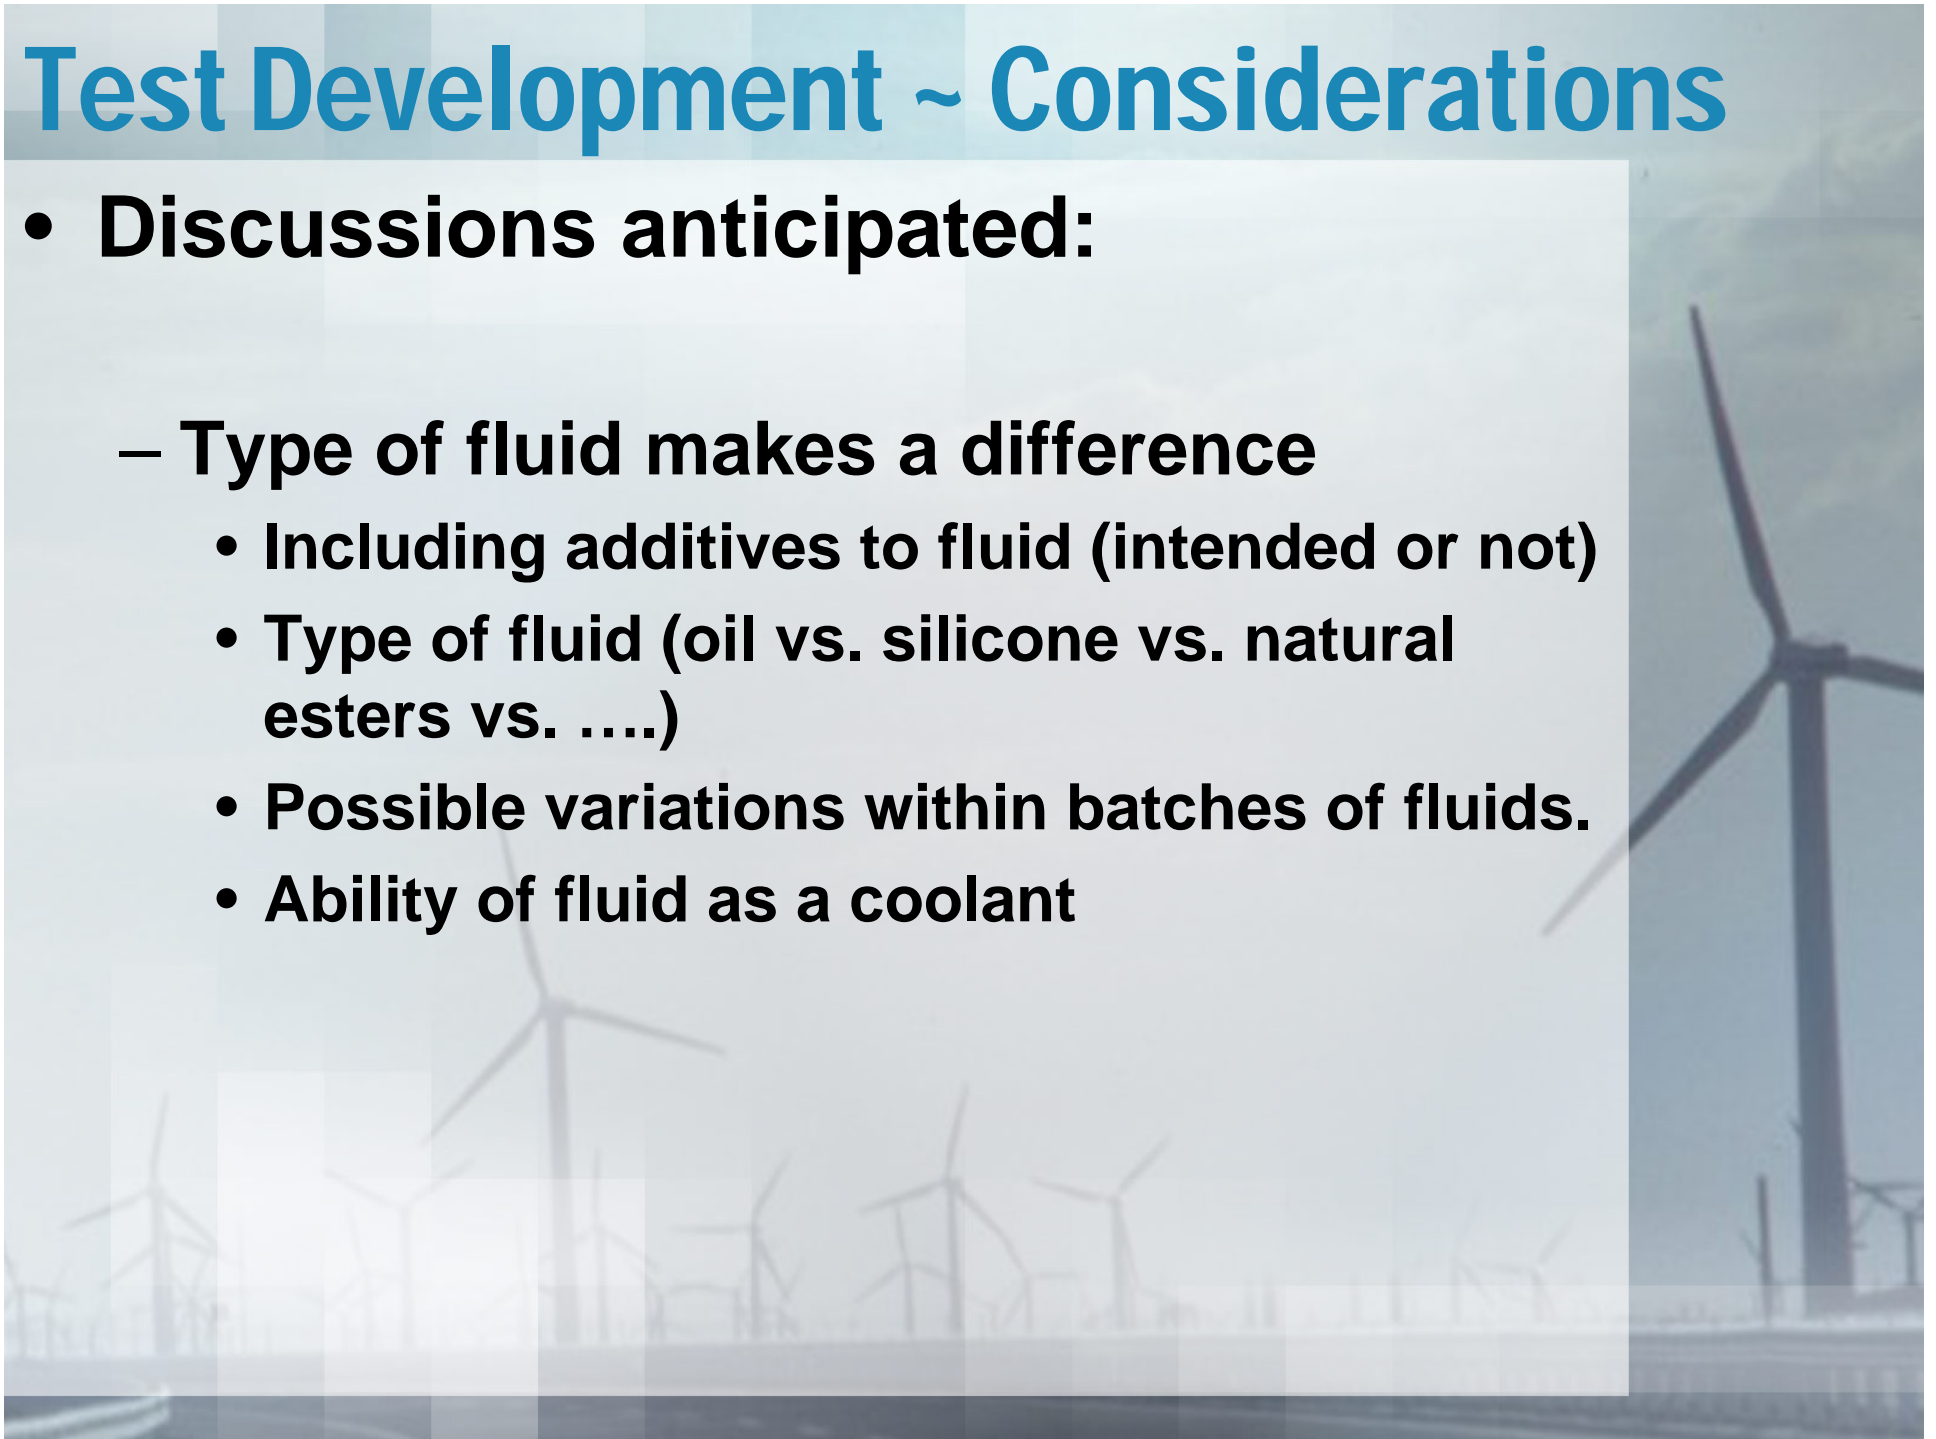 Test Development ~ Considerations
• Discussions anticipated:
– Type of fluid makes a difference
• Including additives to fluid (intended or not)
• Type of fluid (oil vs. silicone vs. natural
esters vs. ….)
• Possible variations within batches of fluids.
• Ability of fluid as a coolant